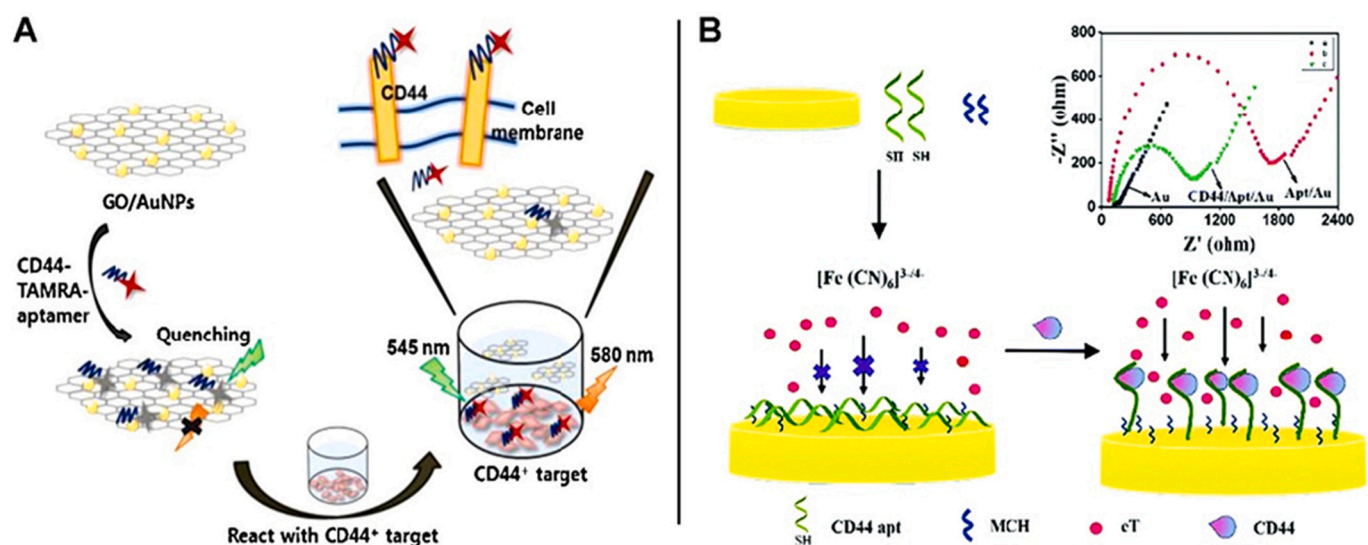 A
GO/AuNPs
CD44-
TAMRA-
aptamer
Quenching
CD44
Cell
membrane
545 nm
580 nm
CD44⁺ target
React with CD44⁺ target
B
SH SH
800
600
400
200
0
-Z'' (ohm)
a
b
c
Au
CD44/Apt/Au
Apt/Au
0 600 1200 1800 2400
Z' (ohm)
[Fe (CN)₆]³⁻/⁴⁻
[Fe (CN)₆]³⁻/⁴⁻
SH
CD44 apt
MCH
cT
CD44